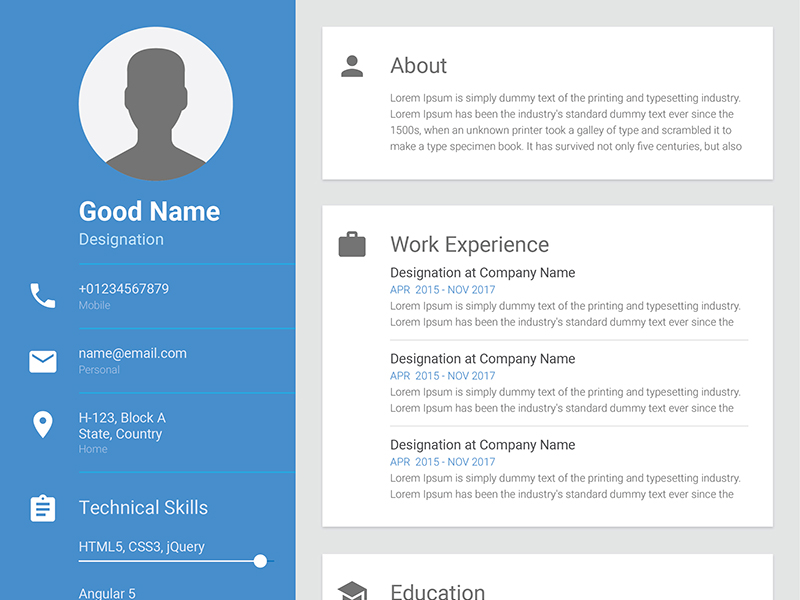 Good Name
Designation
+01234567879
Mobile
name@email.com
Personal
H-123, Block A
State, Country
Home
Technical Skills
HTML5, CSS3, jQuery
Angular 5
About
Lorem Ipsum is simply dummy text of the printing and typesetting industry.
Lorem Ipsum has been the industry's standard dummy text ever since the
1500s, when an unknown printer took a galley of type and scrambled it to
make a type specimen book. It has survived not only five centuries, but also
Work Experience
Designation at Company Name
APR 2015 - NOV 2017
Lorem Ipsum is simply dummy text of the printing and typesetting industry.
Lorem Ipsum has been the industry's standard dummy text ever since the
Designation at Company Name
APR 2015 - NOV 2017
Lorem Ipsum is simply dummy text of the printing and typesetting industry.
Lorem Ipsum has been the industry's standard dummy text ever since the
Designation at Company Name
APR 2015 - NOV 2017
Lorem Ipsum is simply dummy text of the printing and typesetting industry.
Lorem Ipsum has been the industry's standard dummy text ever since the
Education